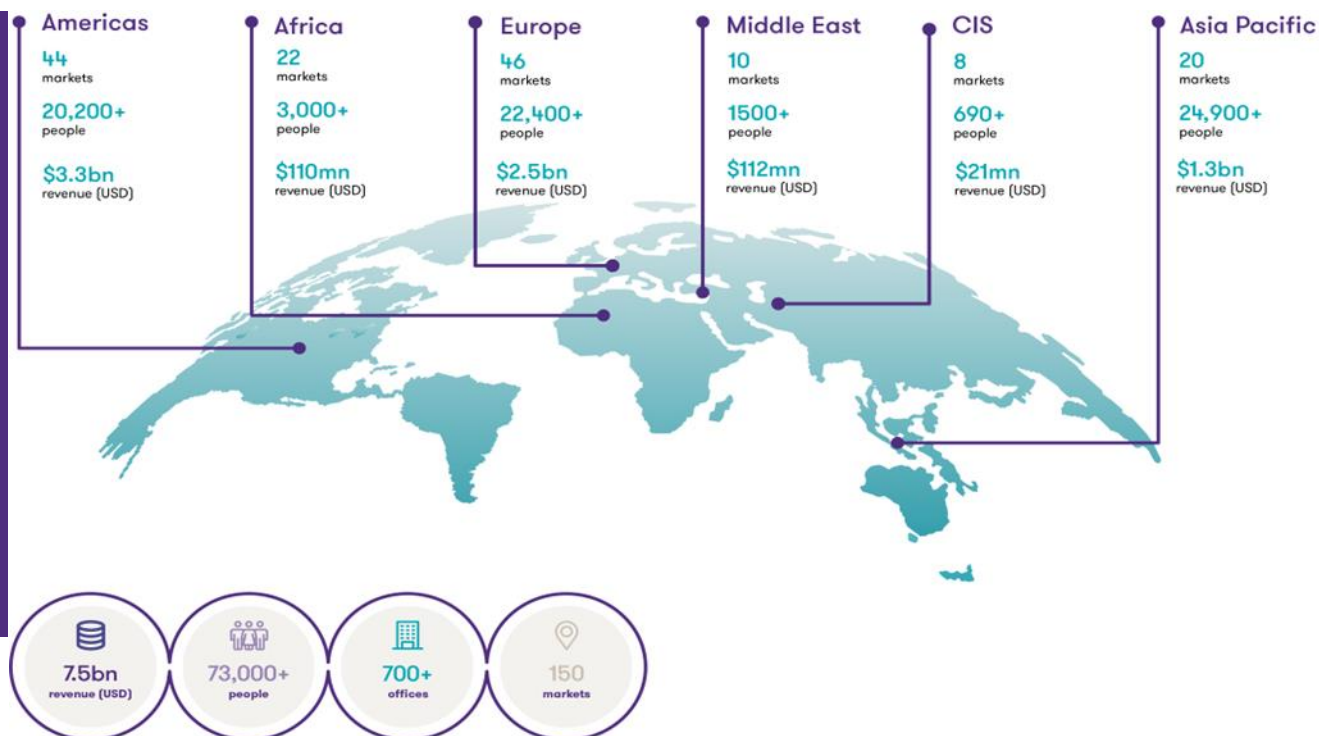 Americas
44
markets
20,200+
people
$3.3bn
revenue (USD)
Africa
22
markets
3,000+
people
$110mn
revenue (USD)
Europe
46
markets
22,400+
people
$2.5bn
revenue (USD)
Middle East
10
markets
1500+
people
$112mn
revenue (USD)
CIS
8
markets
690+
people
$21mn
revenue (USD)
Asia Pacific
20
markets
24,900+
people
$1.3bn
revenue (USD)
7.5bn
revenue (USD)
73,000+
people
700+
offices
150
markets